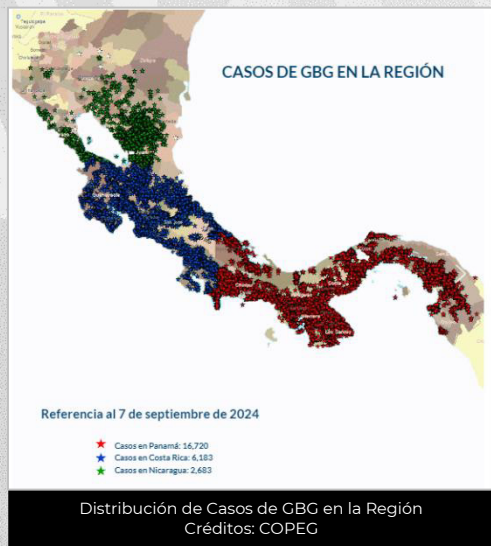 CASOS DE GBG EN LA REGIÓN
Referencia al 7 de septiembre de 2024
Casos en Panamá: 16,720
Casos en Costa Rica: 6,183
Casos en Nicaragua: 2,683
Distribución de Casos de GBG en la Región
Créditos: COPEG